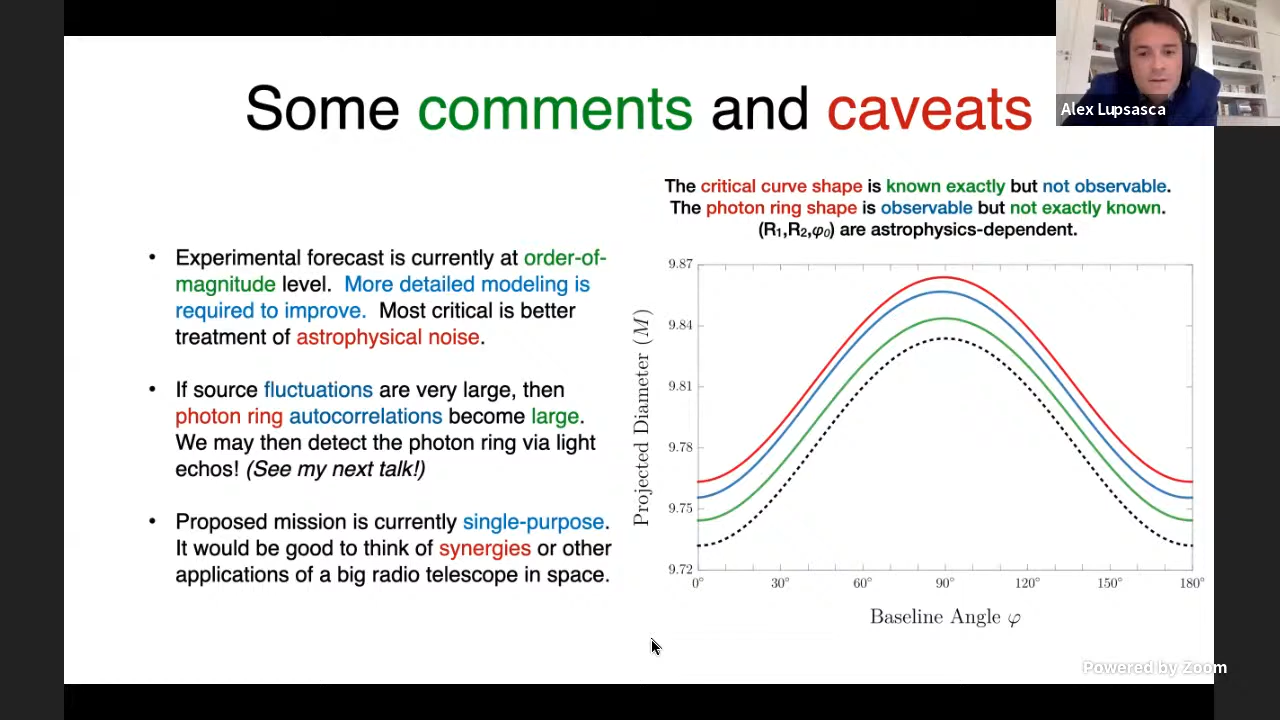 Some comments and caveats
Alex Lupsasca
The critical curve shape is known exactly but not observable.
The photon ring shape is observable but not exactly known.
(R₁,R₂,φ₀) are astrophysics-dependent.
• Experimental forecast is currently at order-of-
magnitude level. More detailed modeling is
required to improve. Most critical is better
treatment of astrophysical noise.
• If source fluctuations are very large, then
photon ring autocorrelations become large.
We may then detect the photon ring via light
echos! (See my next talk!)
• Proposed mission is currently single-purpose.
It would be good to think of synergies or other
applications of a big radio telescope in space.
Projected Diameter (M)
9.87
9.84
9.81
9.78
9.75
9.72
0° 30° 60° 90° 120° 150° 180°
Baseline Angle φ
Powered by Zoom